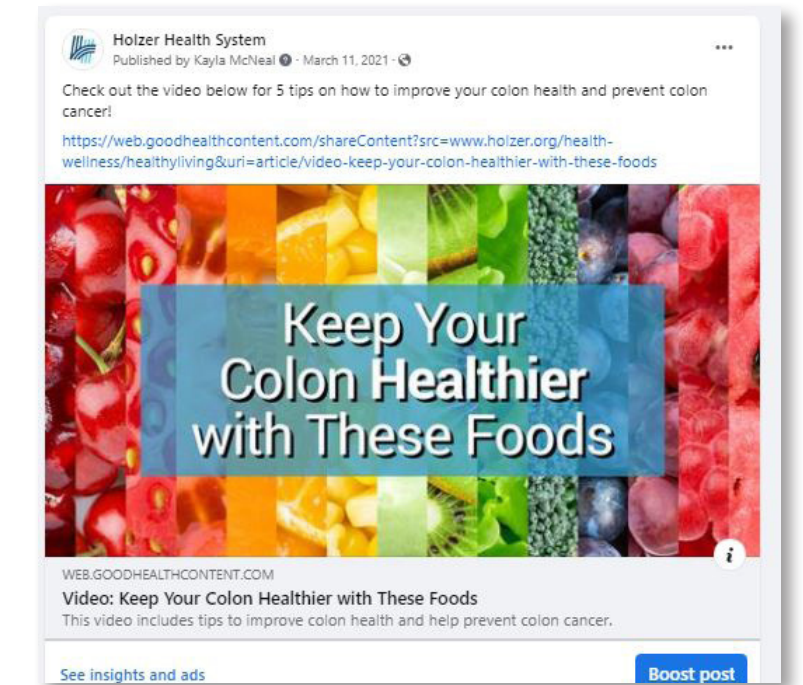 Holzer Health System
Published by Kayla McNeal · March 11, 2021 ·
Check out the video below for 5 tips on how to improve your colon health and prevent colon
cancer!
https://web.goodhealthcontent.com/shareContent?src=www.holzer.org/health-
wellness/healthyliving&uri=article/video-keep-your-colon-healthier-with-these-foods
Keep Your
Colon Healthier
with These Foods
i
WEB.GOODHEALTHCONTENT.COM
Video: Keep Your Colon Healthier with These Foods
This video includes tips to improve colon health and help prevent colon cancer.
See insights and ads
Boost post